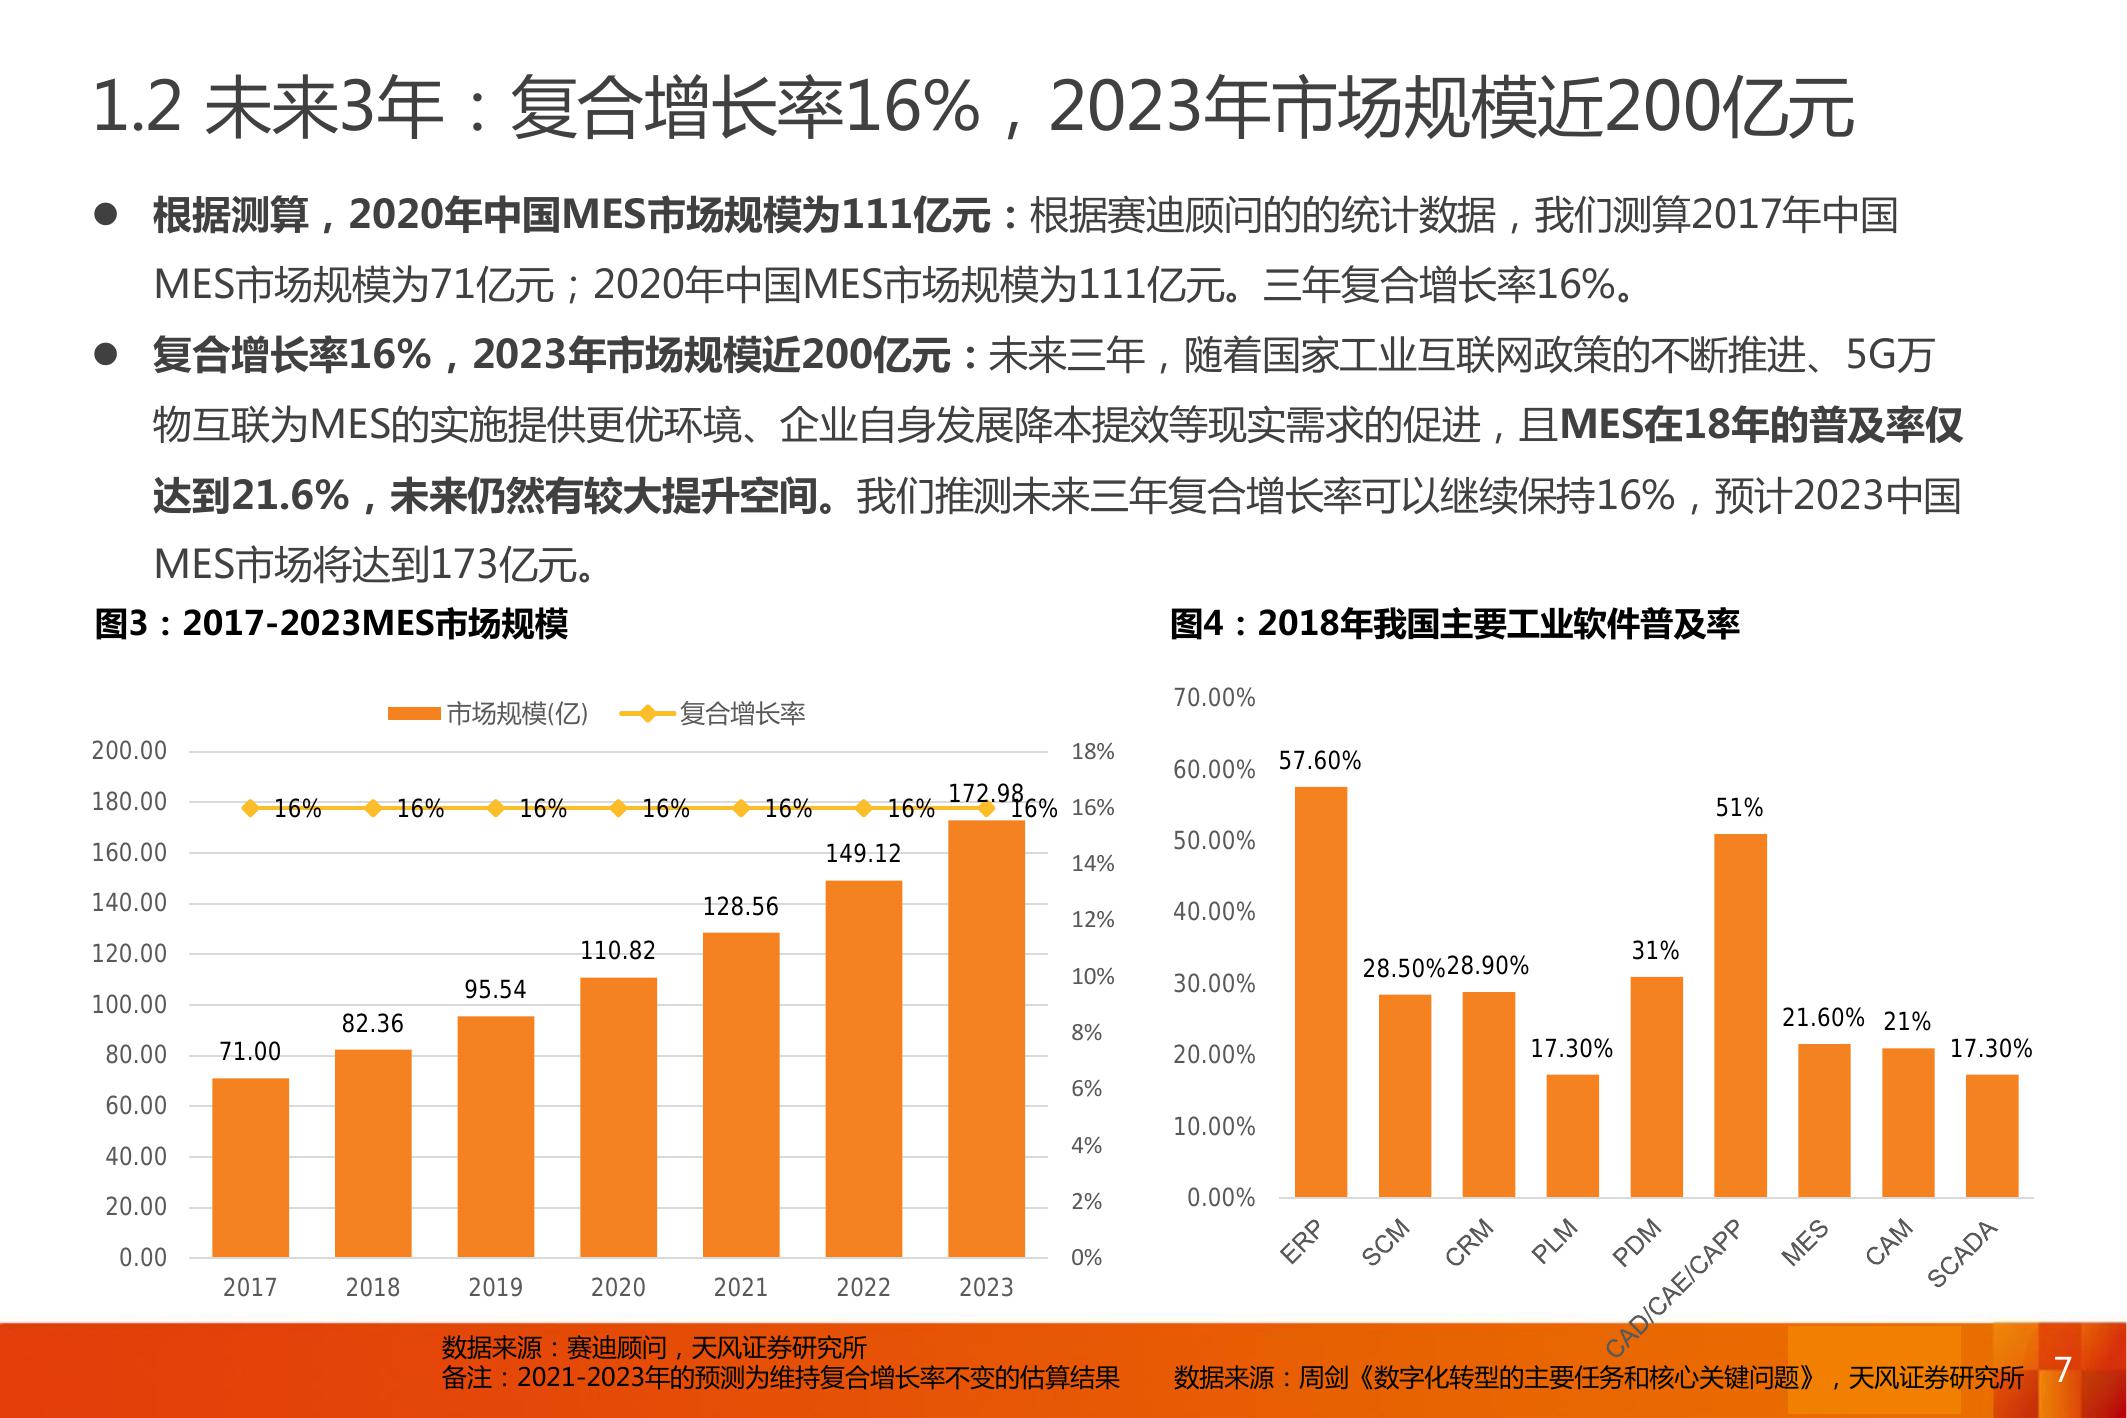 1.2 未来3年：复合增长率16%，2023年市场规模近200亿元
● 根据测算，2020年中国MES市场规模为111亿元：根据赛迪顾问的的统计数据，我们测算2017年中国
MES市场规模为71亿元；2020年中国MES市场规模为111亿元。三年复合增长率16%。
● 复合增长率16%，2023年市场规模近200亿元：未来三年，随着国家工业互联网政策的不断推进、5G万
物互联为MES的实施提供更优环境、企业自身发展降本提效等现实需求的促进，且MES在18年的普及率仅
达到21.6%，未来仍然有较大提升空间。我们推测未来三年复合增长率可以继续保持16%，预计2023中国
MES市场将达到173亿元。
图3：2017-2023MES市场规模
市场规模(亿) 复合增长率
200.00
180.00
160.00
140.00
120.00
100.00
80.00
60.00
40.00
20.00
0.00
18%
16%
14%
12%
10%
8%
6%
4%
2%
0%
16% 16% 16% 16% 16% 16% 16%
71.00
82.36
95.54
110.82
128.56
149.12
172.98
2017 2018 2019 2020 2021 2022 2023
图4：2018年我国主要工业软件普及率
70.00%
60.00%
50.00%
40.00%
30.00%
20.00%
10.00%
0.00%
57.60%
28.50%
28.90%
17.30%
31%
51%
21.60%
21%
17.30%
ERP
SCM
CRM
PLM
PDM
CAD/CAE/CAPP
MES
CAM
SCADA
数据来源：赛迪顾问，天风证券研究所
备注：2021-2023年的预测为维持复合增长率不变的估算结果
数据来源：周剑《数字化转型的主要任务和核心关键问题》，天风证券研究所
7